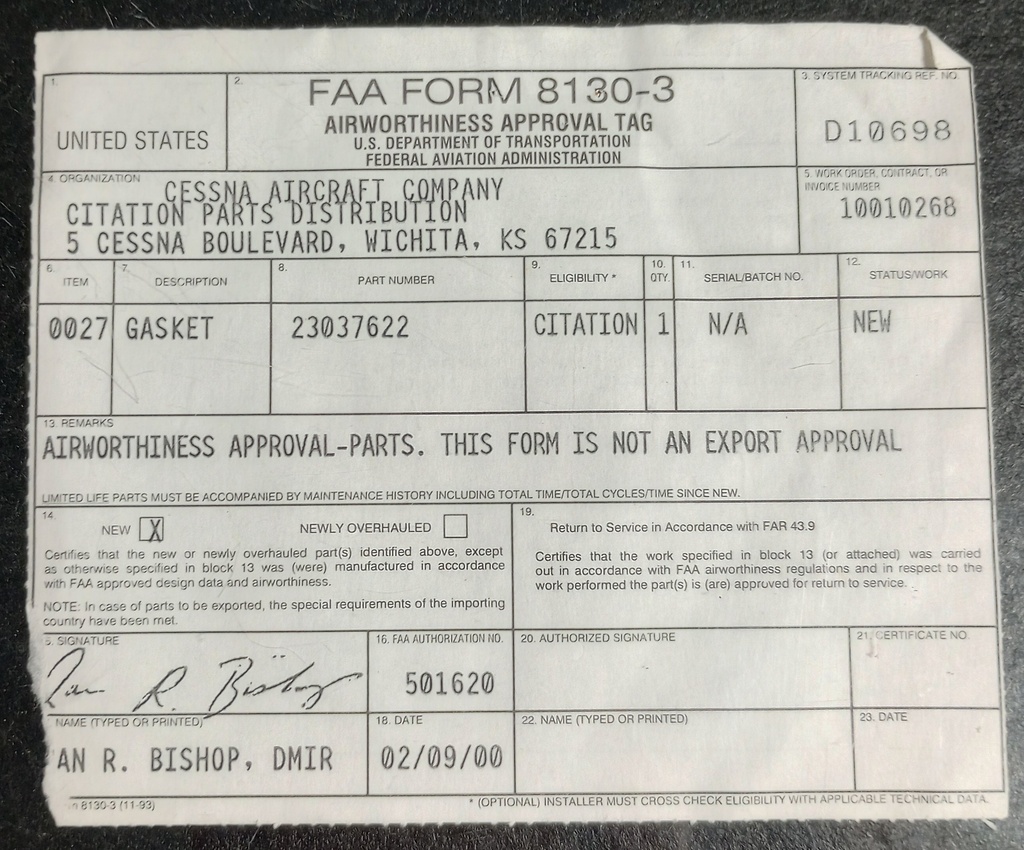 1.
UNITED STATES
2.
FAA FORM 8130-3
AIRWORTHINESS APPROVAL TAG
U.S. DEPARTMENT OF TRANSPORTATION
FEDERAL AVIATION ADMINISTRATION
3. SYSTEM TRACKING REF. NO.
D10698
4. ORGANIZATION
CESSNA AIRCRAFT COMPANY
CITATION PARTS DISTRIBUTION
5 CESSNA BOULEVARD, WICHITA, KS 67215
5. WORK ORDER, CONTRACT, OR
INVOICE NUMBER
10010268
6. ITEM
7. DESCRIPTION
8. PART NUMBER
9. ELIGIBILITY *
10. QTY.
11. SERIAL/BATCH NO.
12. STATUS/WORK
0027 GASKET 23037622 CITATION 1 N/A NEW
13. REMARKS
AIRWORTHINESS APPROVAL-PARTS. THIS FORM IS NOT AN EXPORT APPROVAL
LIMITED LIFE PARTS MUST BE ACCOMPANIED BY MAINTENANCE HISTORY INCLUDING TOTAL TIME/TOTAL CYCLES/TIME SINCE NEW.
14.
NEW X NEWLY OVERHAULED
Certifies that the new or newly overhauled part(s) identified above, except
as otherwise specified in block 13 was (were) manufactured in accordance
with FAA approved design data and airworthiness.
NOTE: In case of parts to be exported, the special requirements of the importing
country have been met.
19.
Return to Service in Accordance with FAR 43.9
Certifies that the work specified in block 13 (or attached) was carried
out in accordance with FAA airworthiness regulations and in respect to the
work performed the part(s) is (are) approved for return to service.
5. SIGNATURE
R. Bishop
16. FAA AUTHORIZATION NO.
501620
20. AUTHORIZED SIGNATURE
21. CERTIFICATE NO.
NAME (TYPED OR PRINTED)
AN R. BISHOP, DMIR
18. DATE
02/09/00
22. NAME (TYPED OR PRINTED)
23. DATE
8130-3 (11-93)
* (OPTIONAL) INSTALLER MUST CROSS CHECK ELIGIBILITY WITH APPLICABLE TECHNICAL DATA.